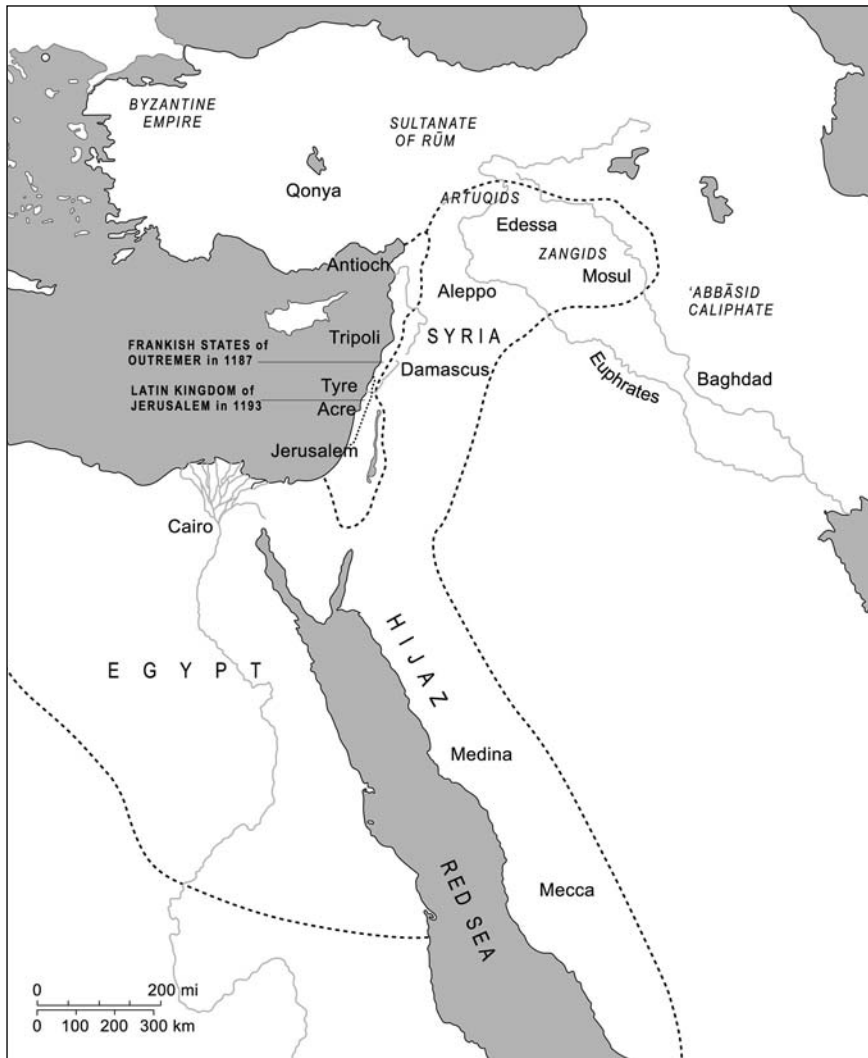 BYZANTINE
EMPIRE
SULTANATE
OF RŪM
Qonya
ARTUQIDS
Edessa
ZANGIDS
Mosul
Antioch
Aleppo
'ABBĀSID
CALIPHATE
Tripoli
SYRIA
FRANKISH STATES of
OUTREMER in 1187
Damascus
Euphrates
Baghdad
Tyre
LATIN KINGDOM of
JERUSALEM in 1193
Acre
Jerusalem
Cairo
HIJAZ
EGYPT
Medina
RED SEA
Mecca
0 200 mi
0 100 200 300 km